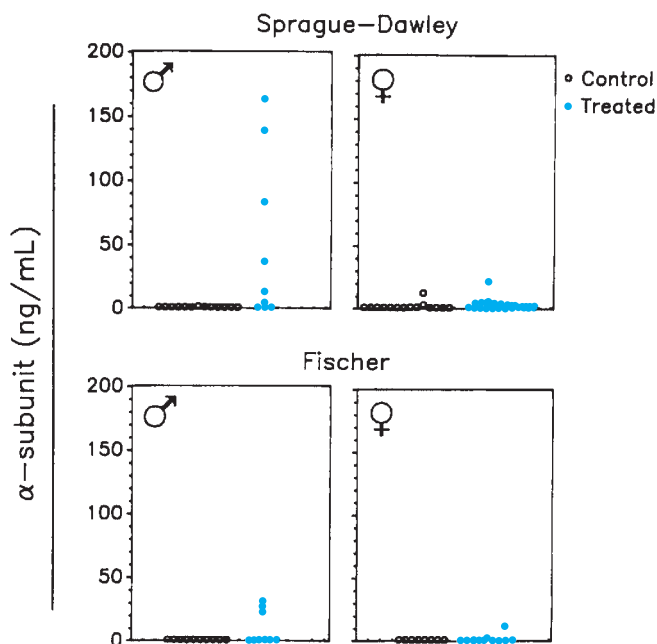 Sprague–Dawley
200
150
100
50
0
♂
♀
Control
Treated
α–subunit (ng/mL)
Fischer
200
150
100
50
0
♂
♀